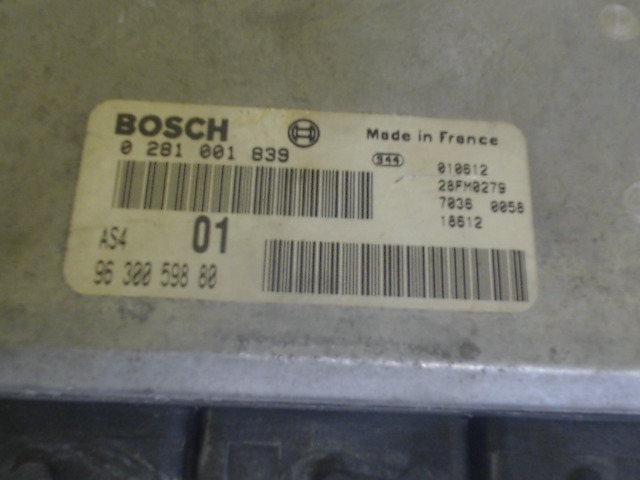 BOSCH
Made in France
0 281 001 839
944
010612
28FM0279
7036 0058
18612
AS4 01
96 300 598 80